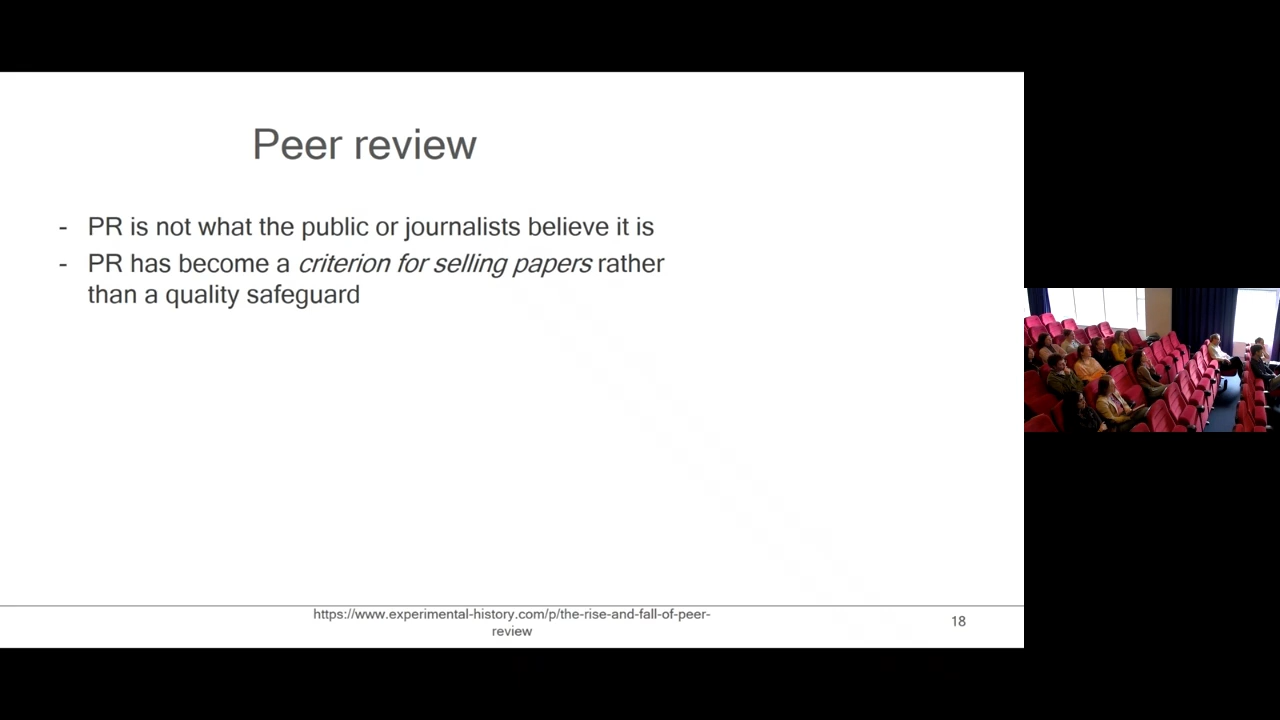 Peer review
- PR is not what the public or journalists believe it is
- PR has become a criterion for selling papers rather
than a quality safeguard
https://www.experimental-history.com/p/the-rise-and-fall-of-peer-
review
18